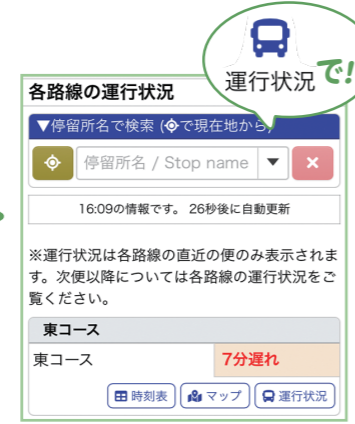 運行状況で!
各路線の運行状況
▼停留所名で検索 (で現在地から)
停留所名 / Stop name ▼ ×
16:09の情報です。 26秒後に自動更新
※運行状況は各路線の直近の便のみ表示されま
す。次便以降については各路線の運行状況をご
覧ください。
東コース
東コース 7分遅れ
時刻表 マップ 運行状況